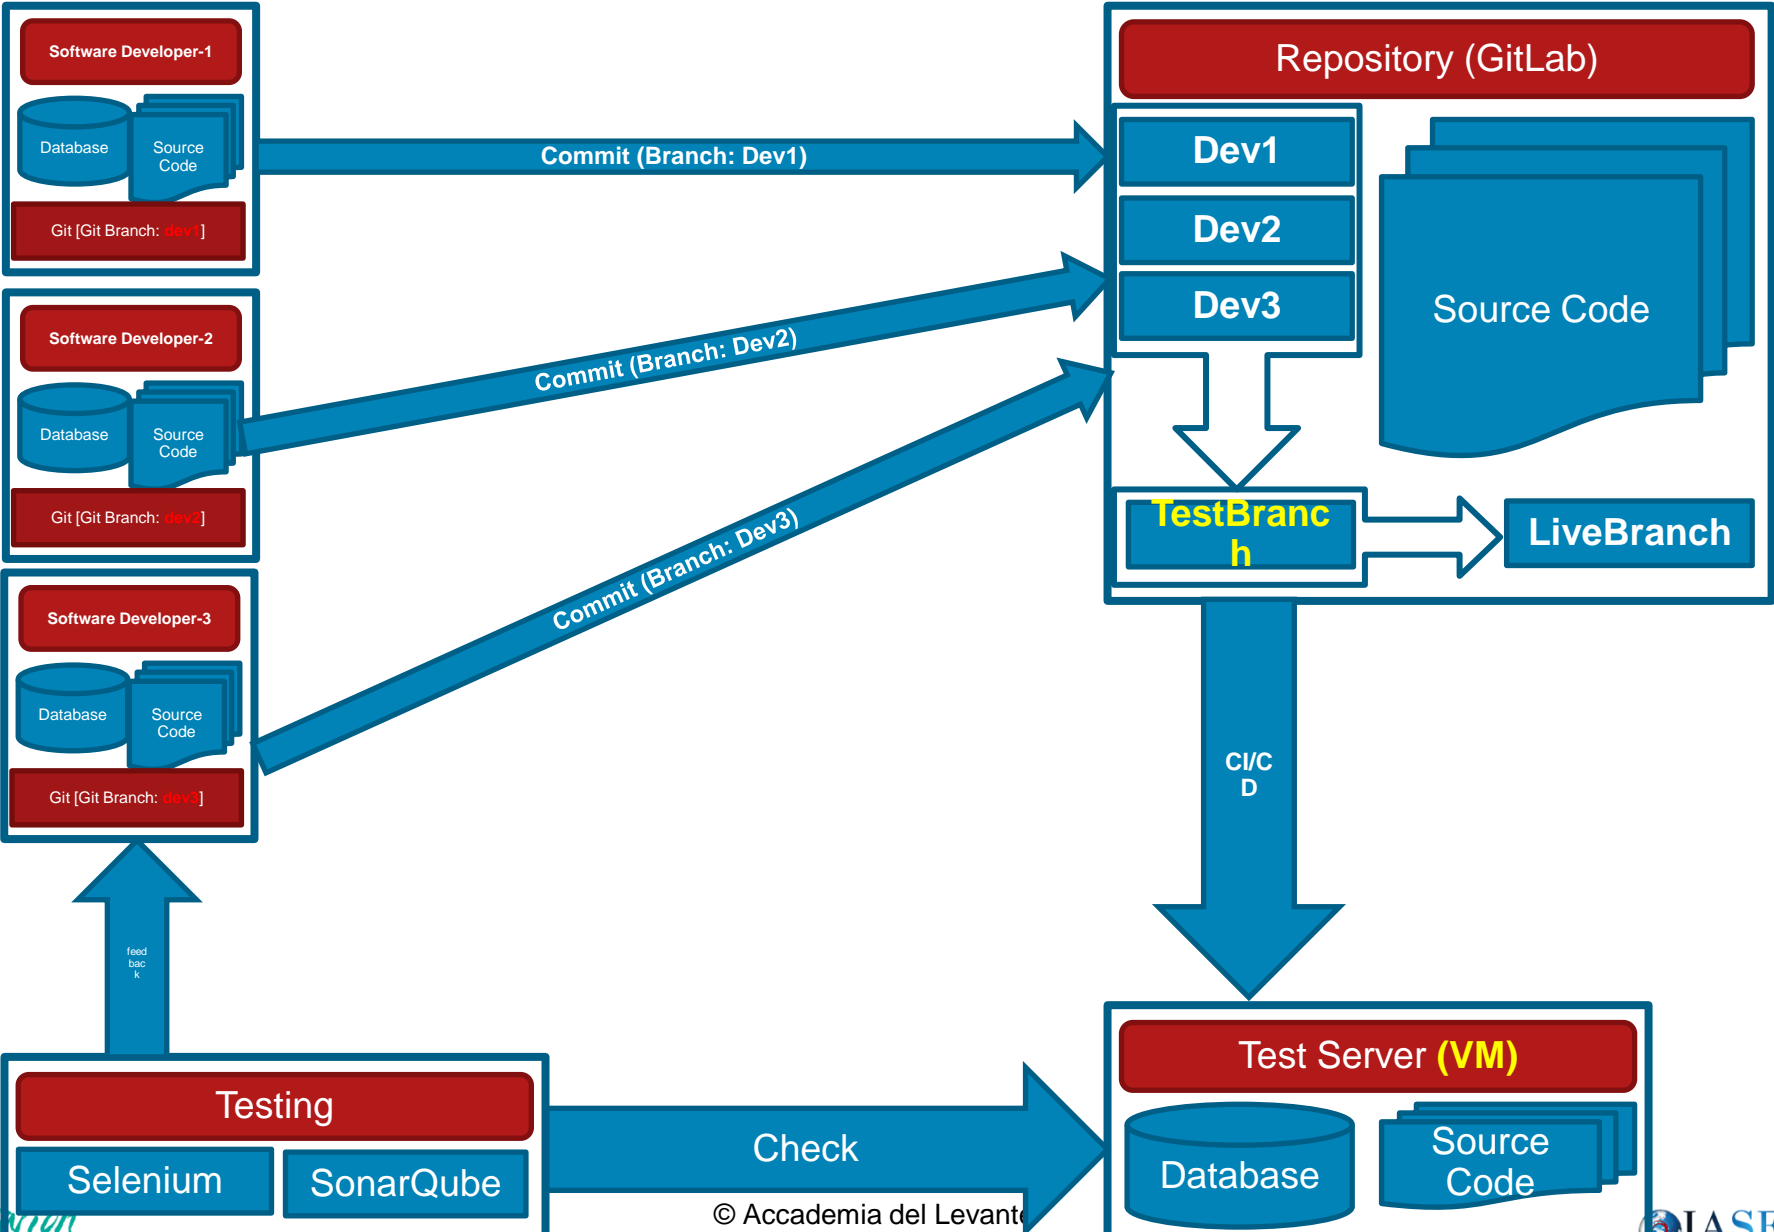 Software Developer-1
Database
Source
Code
Git [Git Branch: dev1]
Commit (Branch: Dev1)
Software Developer-2
Database
Source
Code
Git [Git Branch: dev2]
Commit (Branch: Dev2)
Software Developer-3
Database
Source
Code
Git [Git Branch: dev3]
Commit (Branch: Dev3)
Repository (GitLab)
Dev1
Dev2
Dev3
Source Code
TestBranc
h
LiveBranch
CI/C
D
feed
bac
k
Testing
Selenium
SonarQube
Check
Test Server (VM)
Database
Source
Code
© Accademia del Levante
IASE